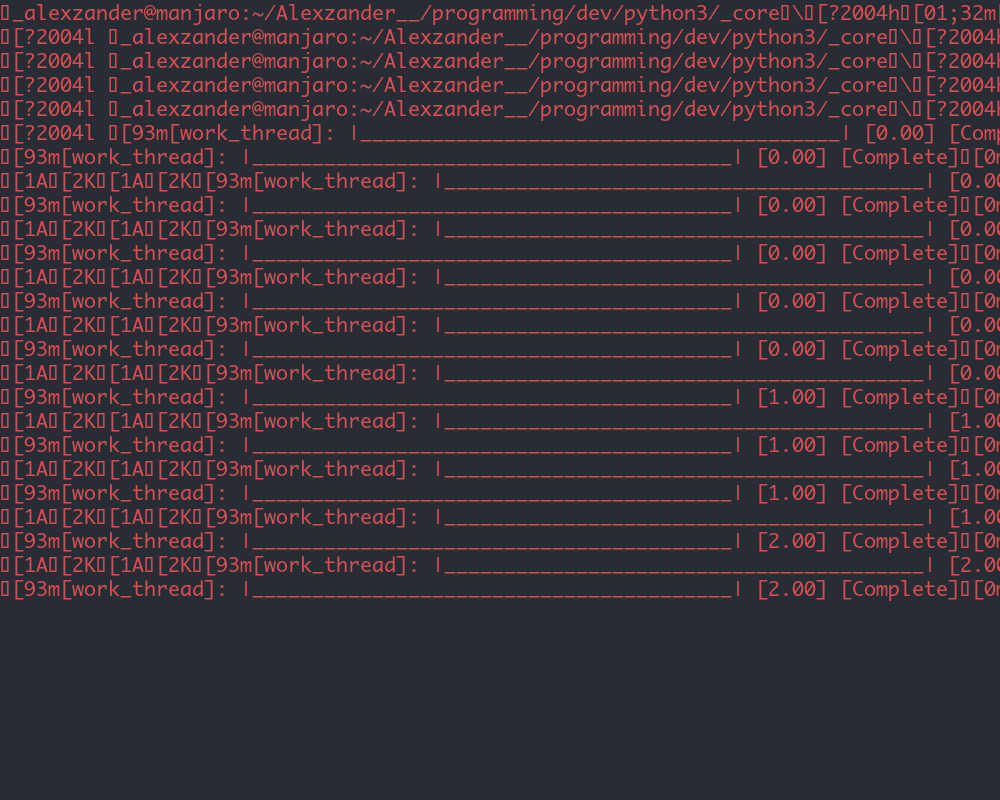 ▯_alexzander@manjaro:~/Alexzander__/programming/dev/python3/_core▯\▯[?2004h▯[01;32m
▯[?2004l ▯_alexzander@manjaro:~/Alexzander__/programming/dev/python3/_core▯\▯[?2004h
▯[?2004l ▯_alexzander@manjaro:~/Alexzander__/programming/dev/python3/_core▯\▯[?2004h
▯[?2004l ▯_alexzander@manjaro:~/Alexzander__/programming/dev/python3/_core▯\▯[?2004h
▯[?2004l ▯_alexzander@manjaro:~/Alexzander__/programming/dev/python3/_core▯\▯[?2004h
▯[?2004l ▯[93m[work_thread]: |________________________________________| [0.00] [Com
▯[93m[work_thread]: |________________________________________| [0.00] [Complete]▯[0m
▯[1A▯[2K▯[1A▯[2K▯[93m[work_thread]: |________________________________________| [0.00
▯[93m[work_thread]: |________________________________________| [0.00] [Complete]▯[0m
▯[1A▯[2K▯[1A▯[2K▯[93m[work_thread]: |________________________________________| [0.00
▯[93m[work_thread]: |________________________________________| [0.00] [Complete]▯[0m
▯[1A▯[2K▯[1A▯[2K▯[93m[work_thread]: |________________________________________| [0.00
▯[93m[work_thread]: |________________________________________| [0.00] [Complete]▯[0m
▯[1A▯[2K▯[1A▯[2K▯[93m[work_thread]: |________________________________________| [0.00
▯[93m[work_thread]: |________________________________________| [0.00] [Complete]▯[0m
▯[1A▯[2K▯[1A▯[2K▯[93m[work_thread]: |________________________________________| [0.00
▯[93m[work_thread]: |________________________________________| [1.00] [Complete]▯[0m
▯[1A▯[2K▯[1A▯[2K▯[93m[work_thread]: |________________________________________| [1.00
▯[93m[work_thread]: |________________________________________| [1.00] [Complete]▯[0m
▯[1A▯[2K▯[1A▯[2K▯[93m[work_thread]: |________________________________________| [1.00
▯[93m[work_thread]: |________________________________________| [1.00] [Complete]▯[0m
▯[1A▯[2K▯[1A▯[2K▯[93m[work_thread]: |________________________________________| [1.00
▯[93m[work_thread]: |________________________________________| [2.00] [Complete]▯[0m
▯[1A▯[2K▯[1A▯[2K▯[93m[work_thread]: |________________________________________| [2.00
▯[93m[work_thread]: |________________________________________| [2.00] [Complete]▯[0m